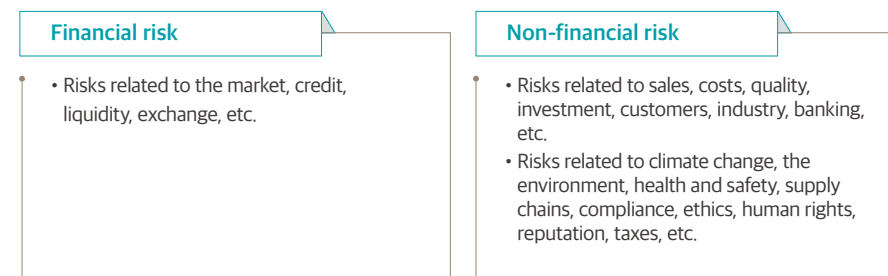 Financial risk
• Risks related to the market, credit,
liquidity, exchange, etc.
Non-financial risk
• Risks related to sales, costs, quality,
investment, customers, industry, banking,
etc.
• Risks related to climate change, the
environment, health and safety, supply
chains, compliance, ethics, human rights,
reputation, taxes, etc.